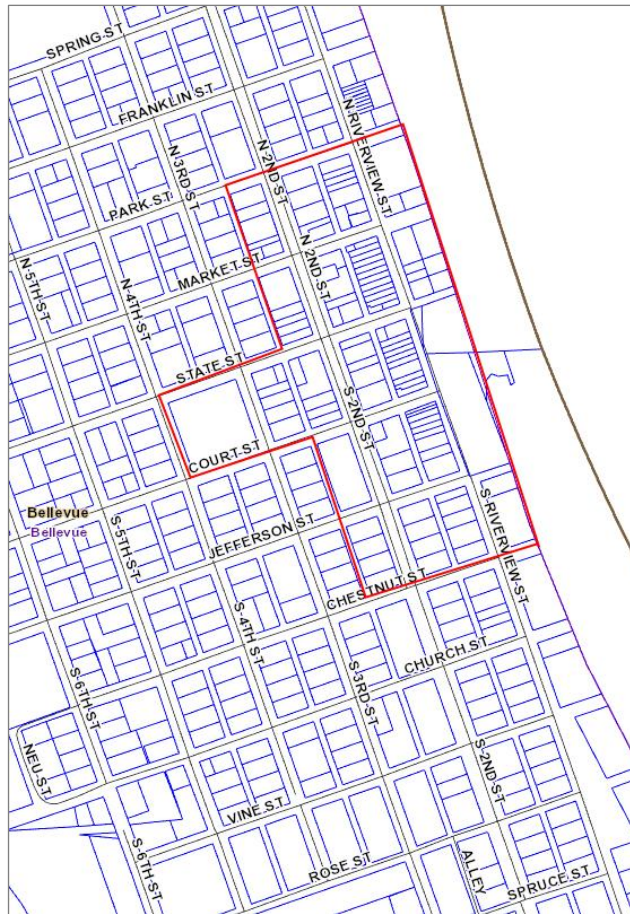 SPRING ST
FRANKLIN ST
N RIVERVIEW ST
N 2ND ST
N 3RD ST
PARK ST
N 5TH ST
N 4TH ST
MARKET ST
N 2ND ST
STATE ST
S 2ND ST
COURT ST
Bellevue
Bellevue
S 5TH ST
JEFFERSON ST
S RIVERVIEW ST
CHESTNUT ST
S 4TH ST
CHURCH ST
S 3RD ST
S 6TH ST
NEU ST
S 2ND ST
VINE ST
S 6TH ST
ROSE ST
ALLEY
SPRUCE ST